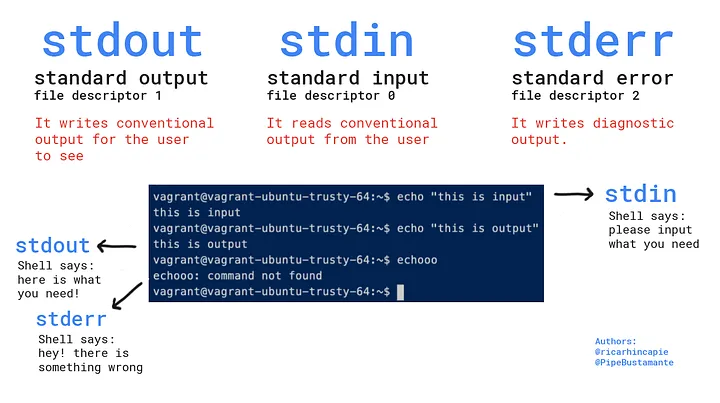 stdout
standard output
file descriptor 1
It writes conventional
output for the user
to see
stdin
standard input
file descriptor 0
It reads conventional
output from the user
stderr
standard error
file descriptor 2
It writes diagnostic
output.
vagrant@vagrant-ubuntu-trusty-64:~$ echo "this is input"
this is input
vagrant@vagrant-ubuntu-trusty-64:~$ echo "this is output"
this is output
vagrant@vagrant-ubuntu-trusty-64:~$ echooo
echooo: command not found
vagrant@vagrant-ubuntu-trusty-64:~$
stdin
Shell says:
please input
what you need
stdout
Shell says:
here is what
you need!
stderr
Shell says:
hey! there is
something wrong
Authors:
@ricarhincapie
@PipeBustamante